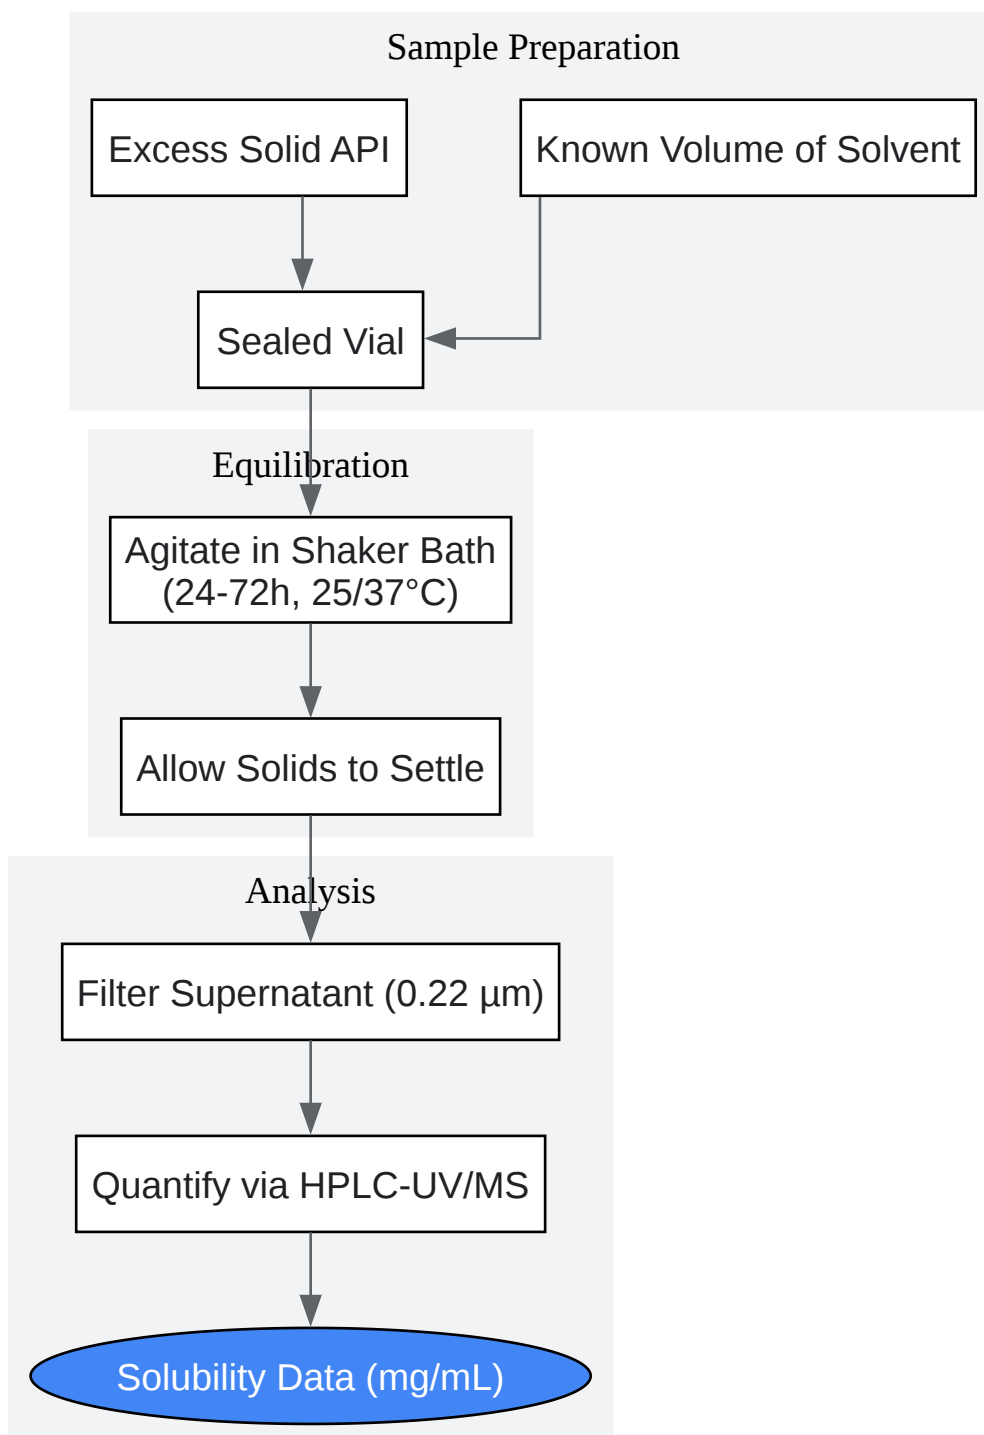 Sample Preparation
Excess Solid API
Known Volume of Solvent
Sealed Vial
Equilibration
Agitate in Shaker Bath
(24-72h, 25/37°C)
Allow Solids to Settle
Analysis
Filter Supernatant (0.22 µm)
Quantify via HPLC-UV/MS
Solubility Data (mg/mL)